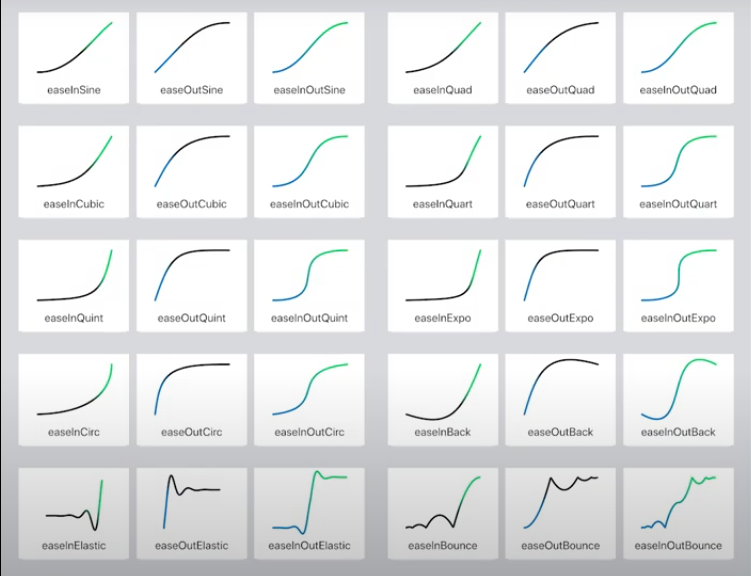 easeInSine
easeOutSine
easeInOutSine
easeInQuad
easeOutQuad
easeInOutQuad
easeInCubic
easeOutCubic
easeInOutCubic
easeInQuart
easeOutQuart
easeInOutQuart
easeInQuint
easeOutQuint
easeInOutQuint
easeInExpo
easeOutExpo
easeInOutExpo
easeInCirc
easeOutCirc
easeInOutCirc
easeInBack
easeOutBack
easeInOutBack
easeInElastic
easeOutElastic
easeInOutElastic
easeInBounce
easeOutBounce
easeInOutBounce